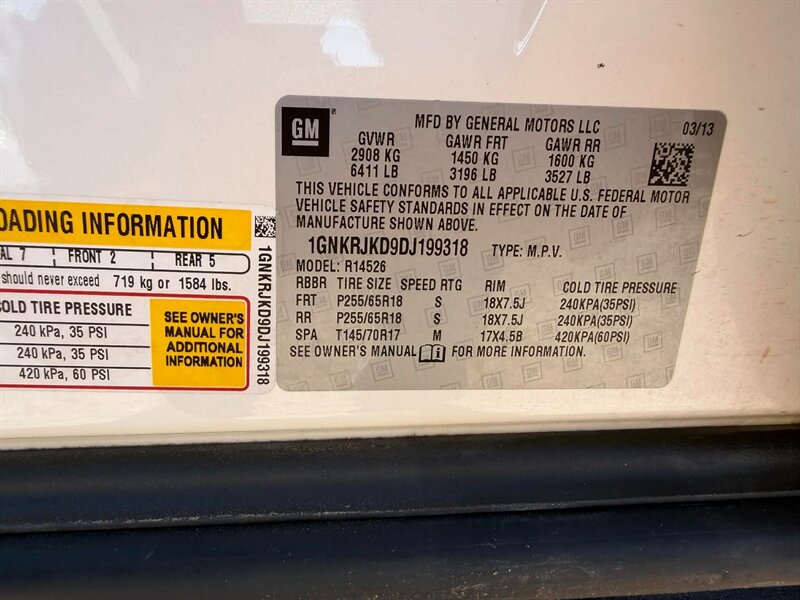 OADING INFORMATION
AL 7 FRONT 2 REAR 5
should never exceed 719 kg or 1584 lbs.
OLD TIRE PRESSURE
240 kPa, 35 PSI
240 kPa, 35 PSI
420 kPa, 60 PSI
SEE OWNER'S
MANUAL FOR
ADDITIONAL
INFORMATION
1GNKRJKD9DJ199318
GM®
MFD BY GENERAL MOTORS LLC 03/13
GVWR GAWR FRT GAWR RR
2908 KG 1450 KG 1600 KG
6411 LB 3196 LB 3527 LB
THIS VEHICLE CONFORMS TO ALL APPLICABLE U.S. FEDERAL MOTOR
VEHICLE SAFETY STANDARDS IN EFFECT ON THE DATE OF
MANUFACTURE SHOWN ABOVE.
1GNKRJKD9DJ199318 TYPE: M.P.V.
MODEL: R14526
RBBR TIRE SIZE SPEED RTG RIM COLD TIRE PRESSURE
FRT P255/65R18 S 18X7.5J 240KPA(35PSI)
RR P255/65R18 S 18X7.5J 240KPA(35PSI)
SPA T145/70R17 M 17X4.5B 420KPA(60PSI)
SEE OWNER'S MANUAL FOR MORE INFORMATION.